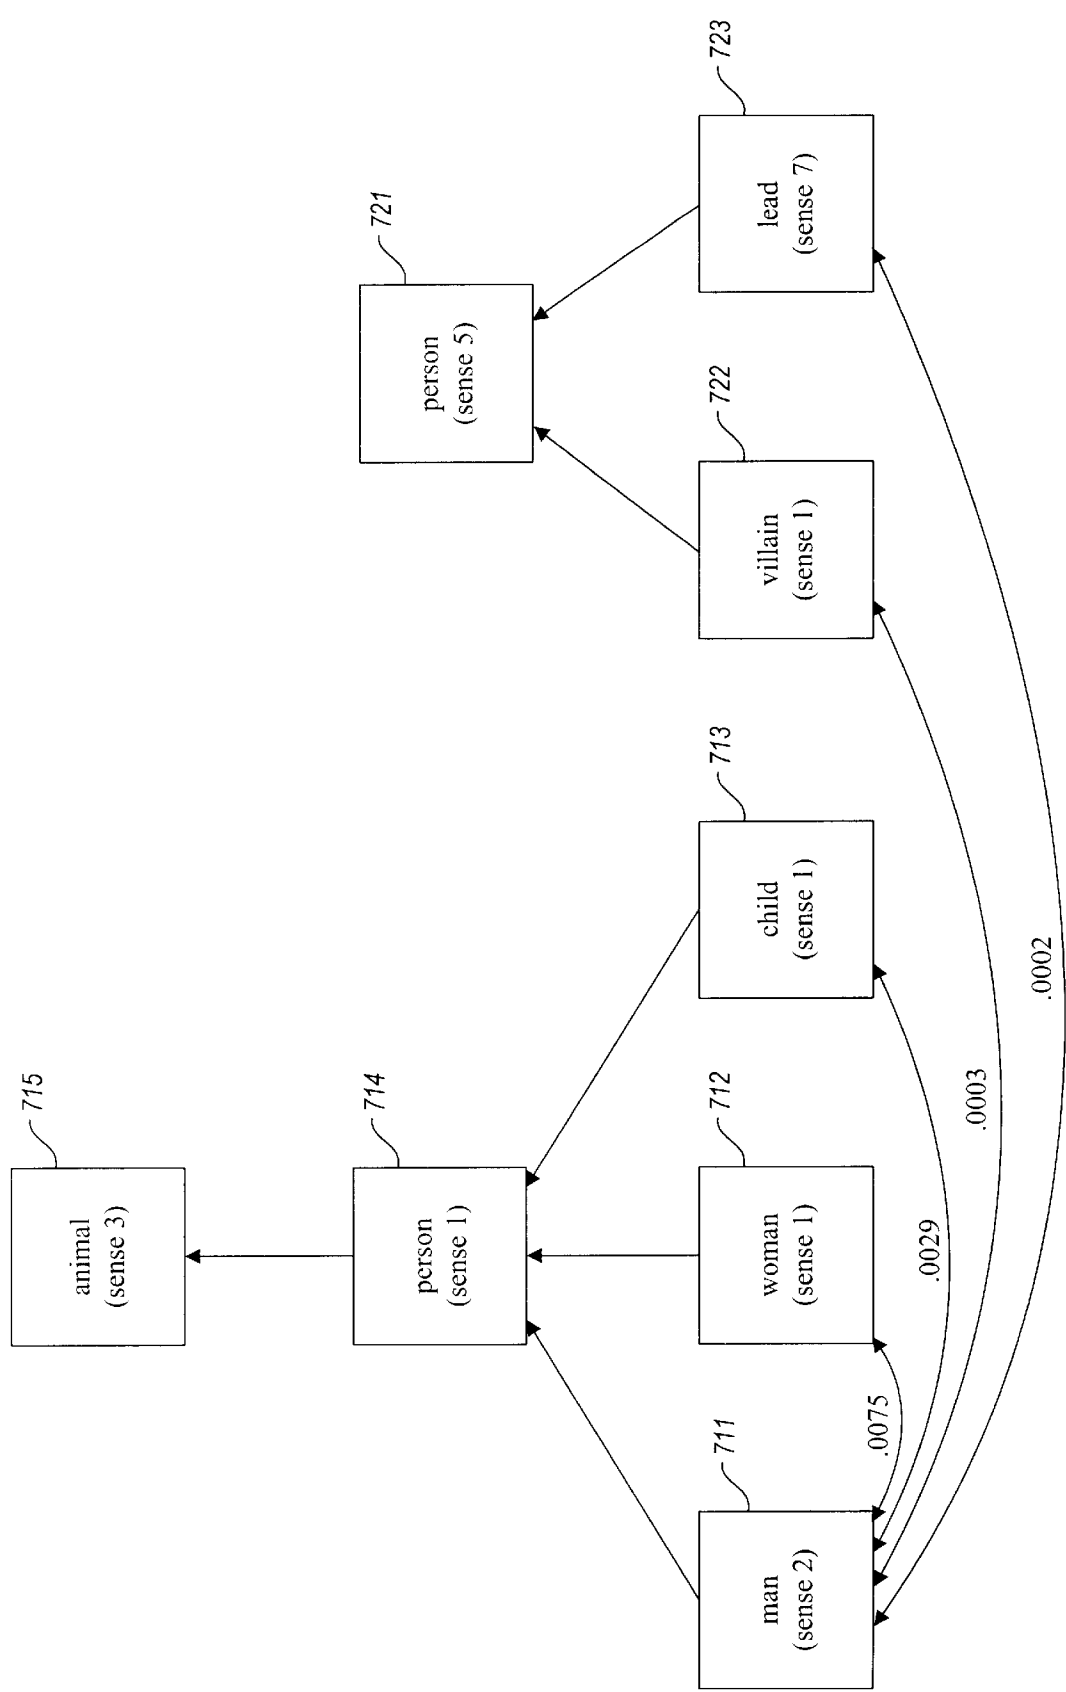 715
animal
(sense 3)
714
person
(sense 1)
721
person
(sense 5)
711
man
(sense 2)
712
woman
(sense 1)
713
child
(sense 1)
722
villain
(sense 1)
723
lead
(sense 7)
.0075
.0029
.0003
.0002